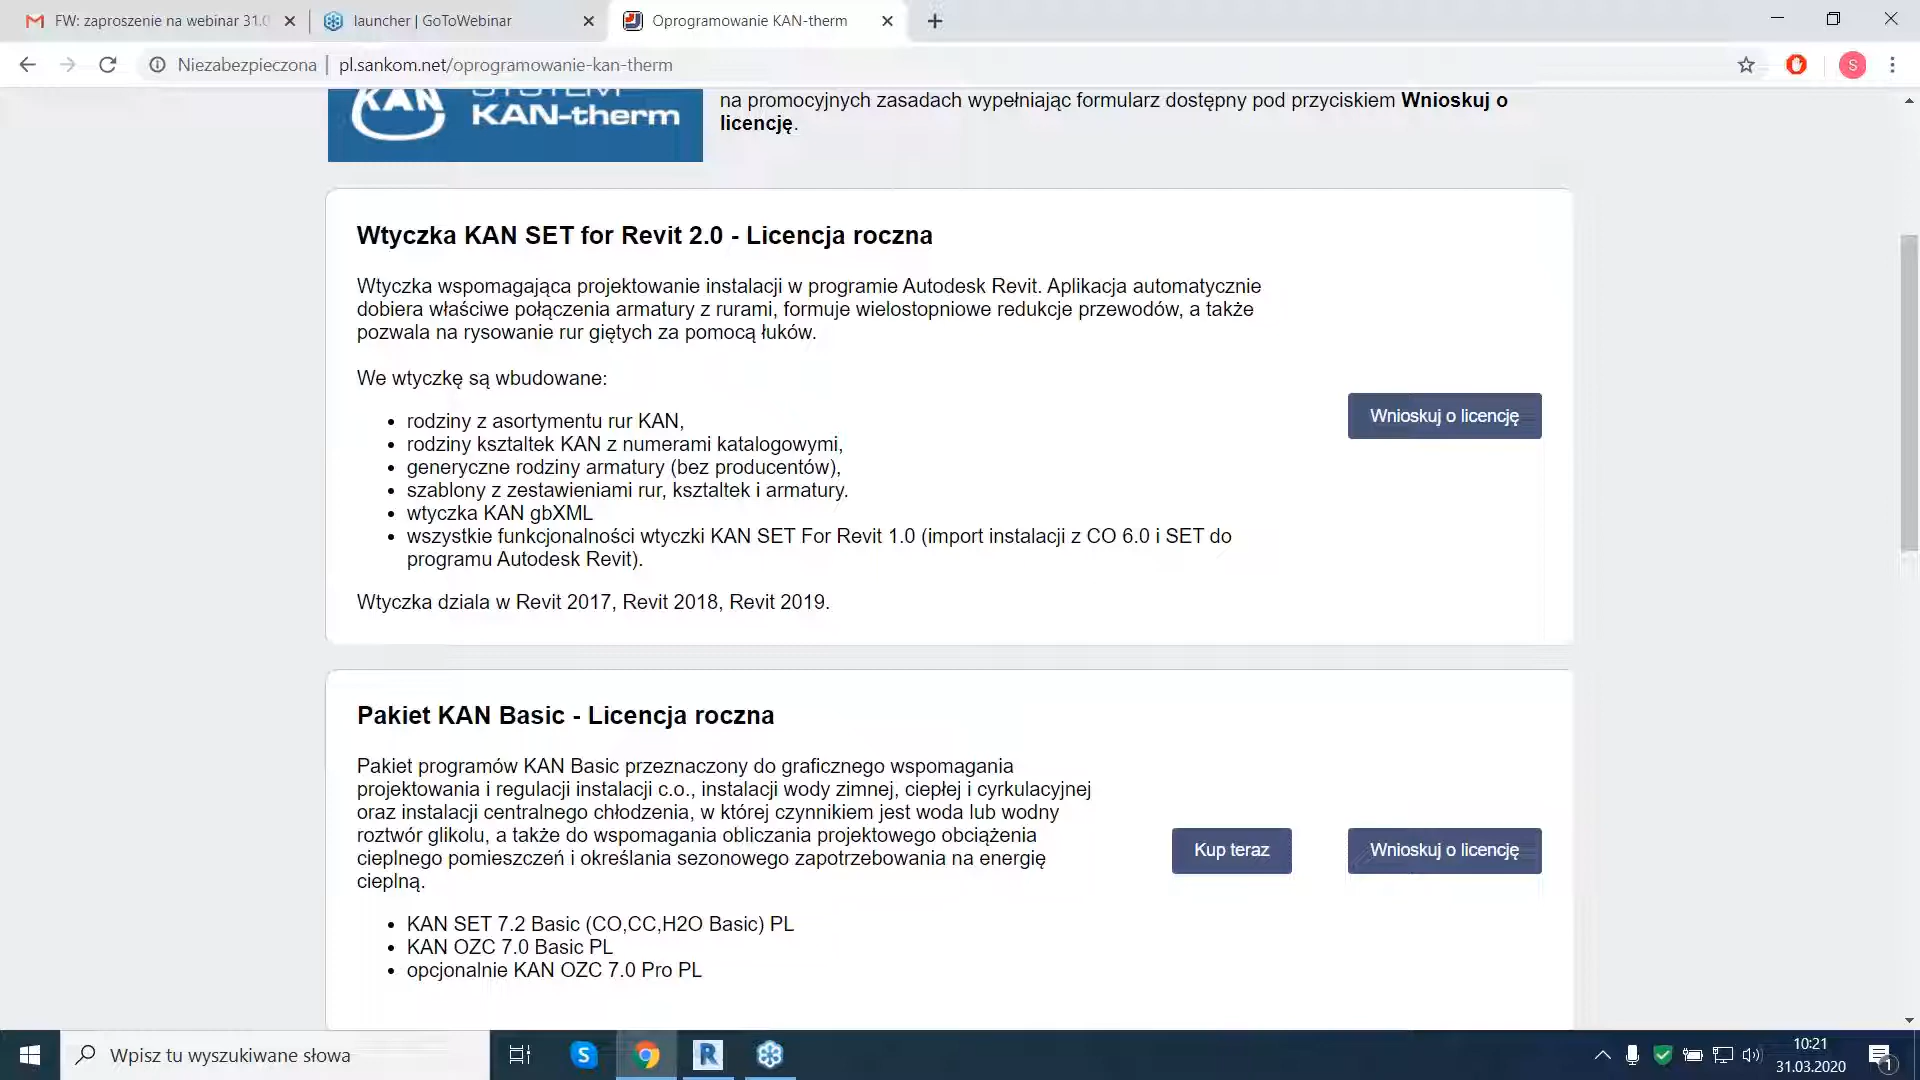 FW: zaproszenie na webinar 31.0
launcher | GoToWebinar
Oprogramowanie KAN-therm
Niezabezpieczona
pl.sankom.net/oprogramowanie-kan-therm
S
KAN
SYSTEM
KAN-therm
na promocyjnych zasadach wypełniając formularz dostępny pod przyciskiem Wnioskuj o
licencję.
Wtyczka KAN SET for Revit 2.0 - Licencja roczna
Wtyczka wspomagająca projektowanie instalacji w programie Autodesk Revit. Aplikacja automatycznie
dobiera właściwe połączenia armatury z rurami, formuje wielostopniowe redukcje przewodów, a także
pozwala na rysowanie rur giętych za pomocą łuków.
We wtyczkę są wbudowane:
rodziny z asortymentu rur KAN,
rodziny ksztaltek KAN z numerami katalogowymi,
generyczne rodziny armatury (bez producentów),
szablony z zestawieniami rur, ksztaltek i armatury.
wtyczka KAN gbXML
wszystkie funkcjonalności wtyczki KAN SET For Revit 1.0 (import instalacji z CO 6.0 i SET do
programu Autodesk Revit).
Wtyczka dziala w Revit 2017, Revit 2018, Revit 2019.
Wnioskuj o licencję
Pakiet KAN Basic - Licencja roczna
Pakiet programów KAN Basic przeznaczony do graficznego wspomagania
projektowania i regulacji instalacji c.o., instalacji wody zimnej, ciepłej i cyrkulacyjnej
oraz instalacji centralnego chłodzenia, w której czynnikiem jest woda lub wodny
roztwór glikolu, a także do wspomagania obliczania projektowego obciążenia
cieplnego pomieszczeń i określania sezonowego zapotrzebowania na energię
cieplną.
KAN SET 7.2 Basic (CO,CC,H2O Basic) PL
KAN OZC 7.0 Basic PL
opcjonalnie KAN OZC 7.0 Pro PL
Kup teraz
Wnioskuj o licencję
Wpisz tu wyszukiwane słowa
S
R
10:21
31.03.2020
1